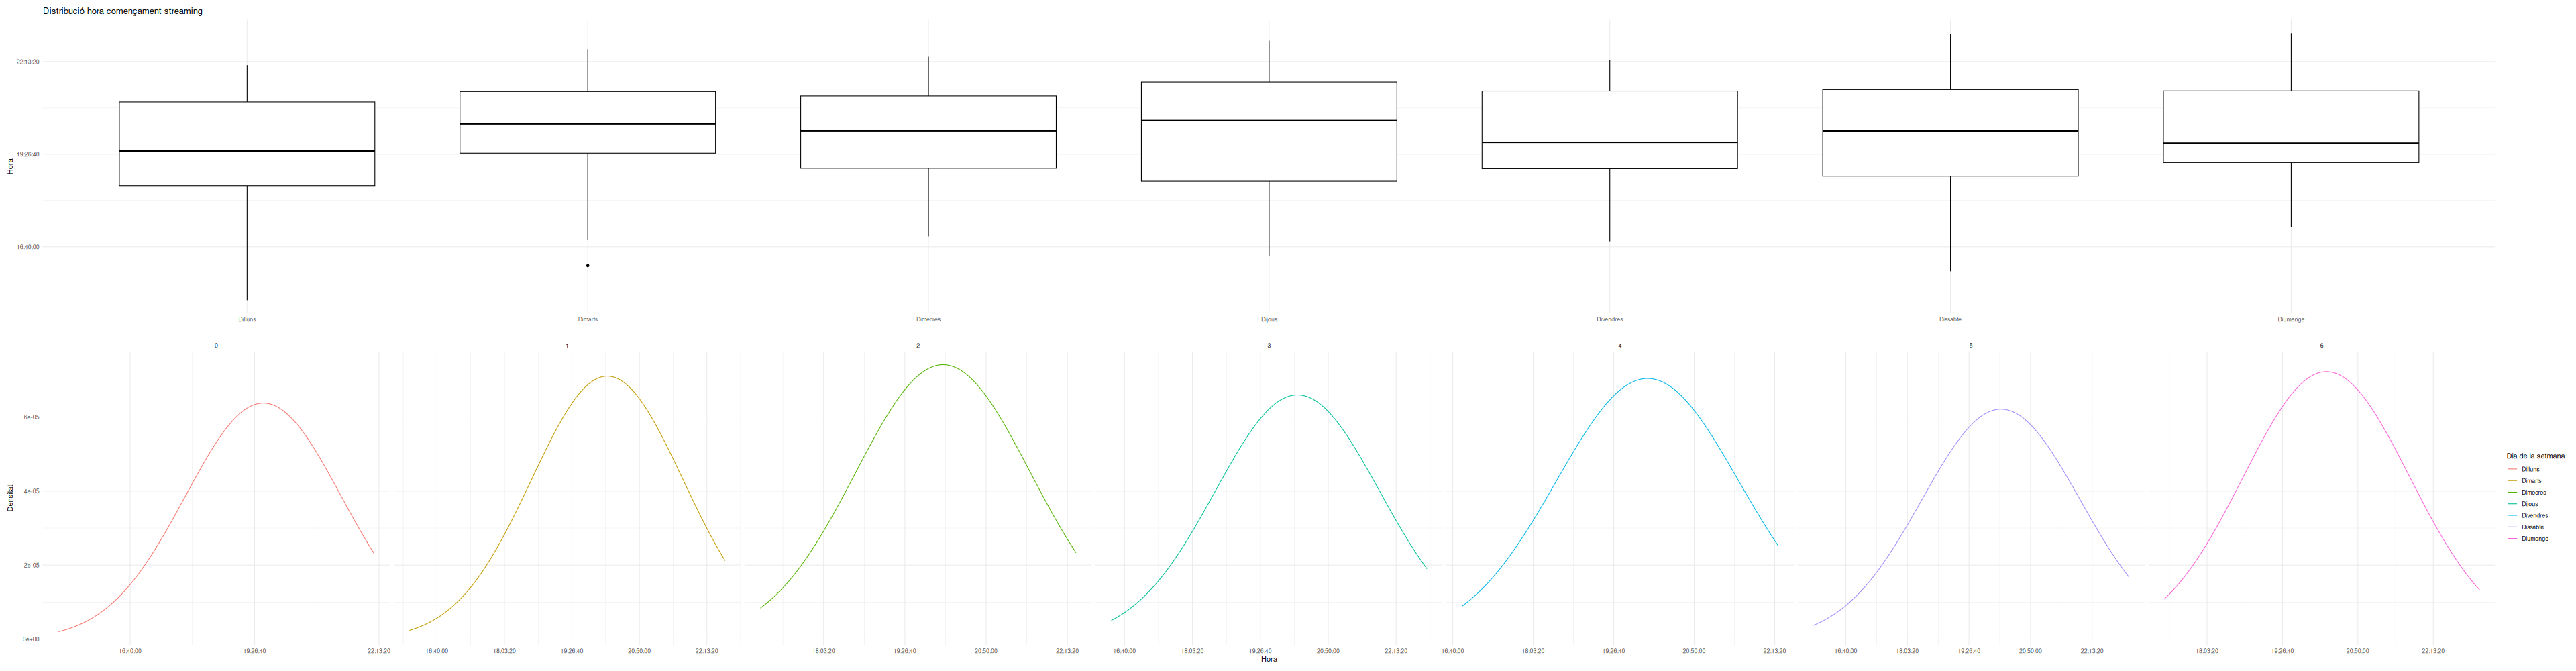 Distribució hora començament streaming
Hora
22:13:20
19:26:40
16:40:00
Dilluns Dimarts Dimecres Dijous Divendres Dissabte Diumenge
0 1 2 3 4 5 6
Densitat
6e-05
4e-05
2e-05
0e+00
16:40:00 19:26:40 22:13:20 16:40:00 18:03:20 19:26:40 20:50:00 22:13:20 18:03:20 19:26:40 20:50:00 22:13:20 16:40:00 18:03:20 19:26:40 20:50:00 22:13:20 16:40:00 18:03:20 19:26:40 20:50:00 22:13:20 16:40:00 18:03:20 19:26:40 20:50:00 22:13:20 18:03:20 19:26:40 20:50:00 22:13:20
Hora
Dia de la setmana
Dilluns
Dimarts
Dimecres
Dijous
Divendres
Dissabte
Diumenge